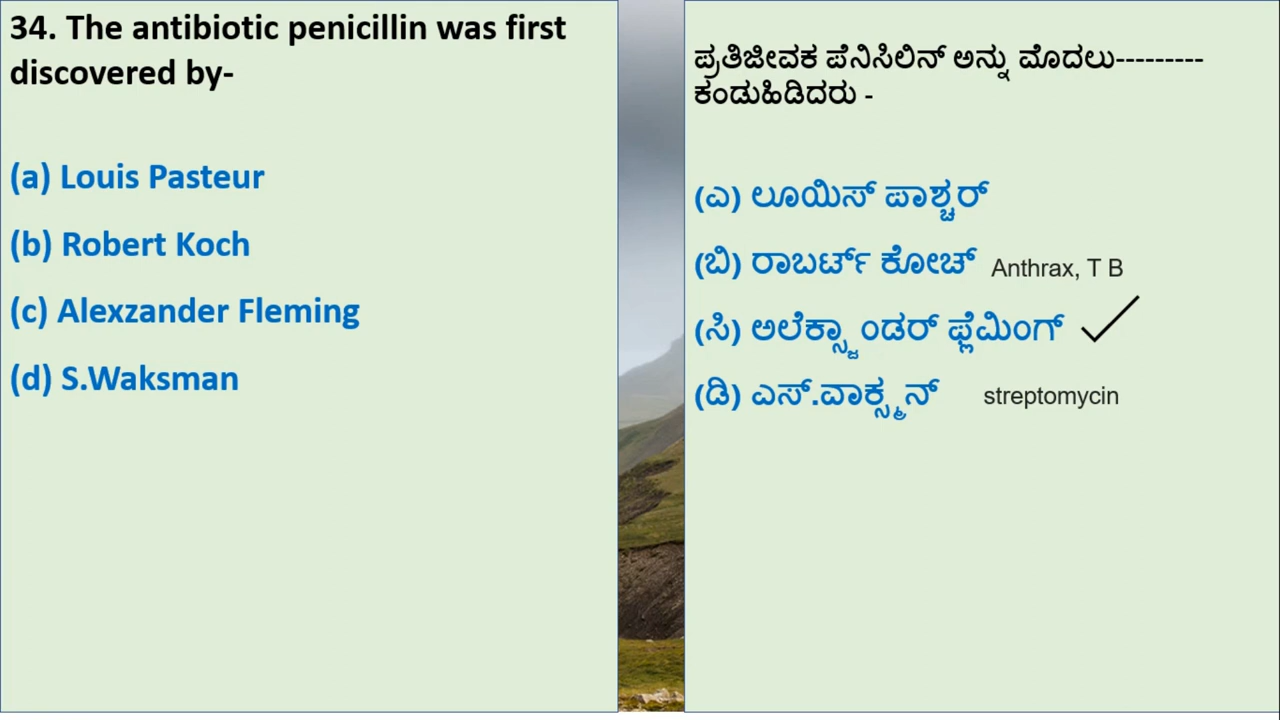 34. The antibiotic penicillin was first
discovered by-
(a) Louis Pasteur
(b) Robert Koch
(c) Alexzander Fleming
(d) S.Waksman
ಪ್ರತಿಜೀವಕ ಪೆನಿಸಿಲಿನ್ ಅನ್ನು ಮೊದಲು---------
ಕಂಡುಹಿಡಿದರು -
(ಎ) ಲೂಯಿಸ್ ಪಾಶ್ಚರ್
(ಬಿ) ರಾಬರ್ಟ್ ಕೋಚ್ Anthrax, T B
(ಸಿ) ಅಲೆಕ್ಸ್ಜಾಂಡರ್ ಫ್ಲೆಮಿಂಗ್
(ಡಿ) ಎಸ್.ವಾಕ್ಸ್ಮನ್ streptomycin